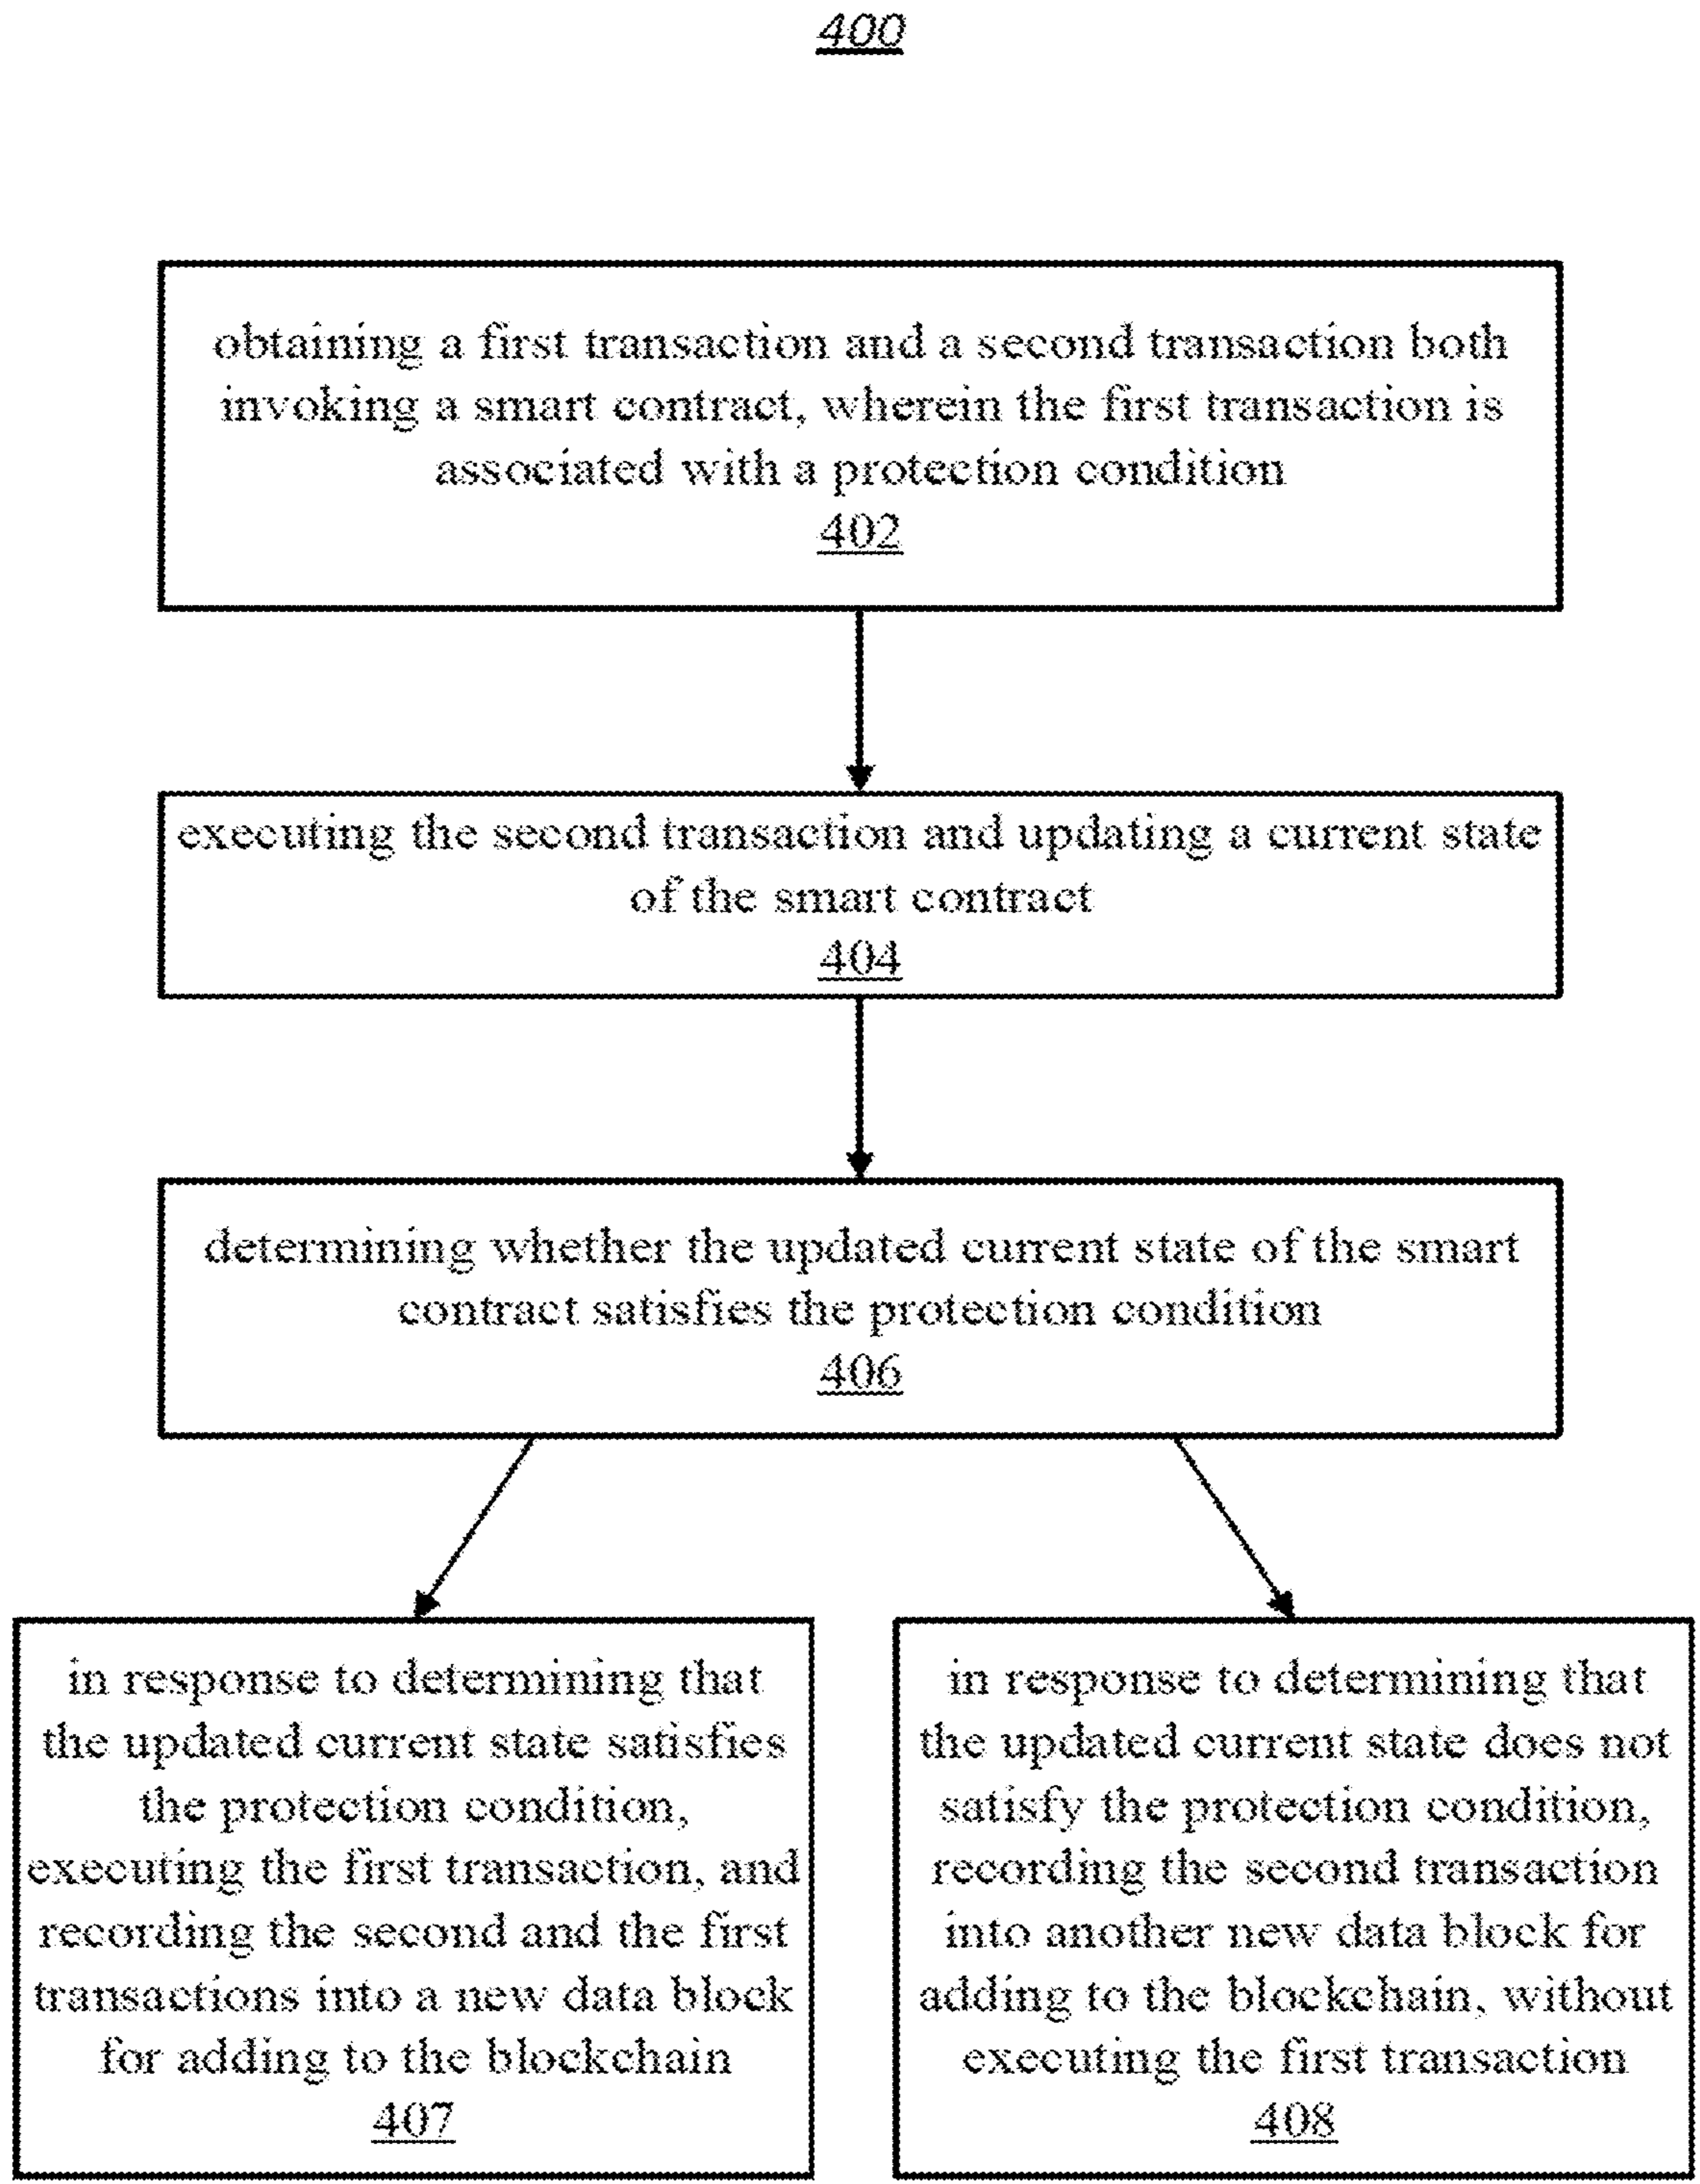 400
obtaining a first transaction and a second transaction both
invoking a smart contract, wherein the first transaction is
associated with a protection condition
402
executing the second transaction and updating a current state
of the smart contract
404
determining whether the updated current state of the smart
contract satisfies the protection condition
406
in response to determining that
the updated current state satisfies
the protection condition,
executing the first transaction, and
recording the second and the first
transactions into a new data block
for adding to the blockchain
407
in response to determining that
the updated current state does not
satisfy the protection condition,
recording the second transaction
into another new data block for
adding to the blockchain, without
executing the first transaction
408